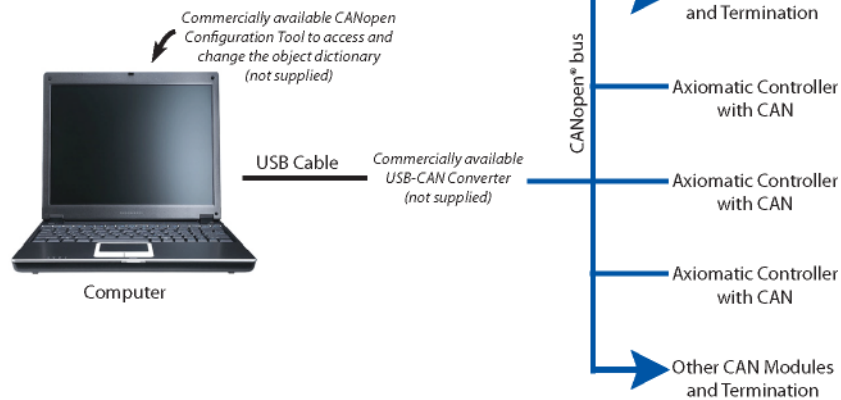 Commercially available CANopen
Configuration Tool to access and
change the object dictionary
(not supplied)
Computer
USB Cable
Commercially available
USB-CAN Converter
(not supplied)
CANopen® bus
and Termination
Axiomatic Controller
with CAN
Axiomatic Controller
with CAN
Axiomatic Controller
with CAN
Other CAN Modules
and Termination